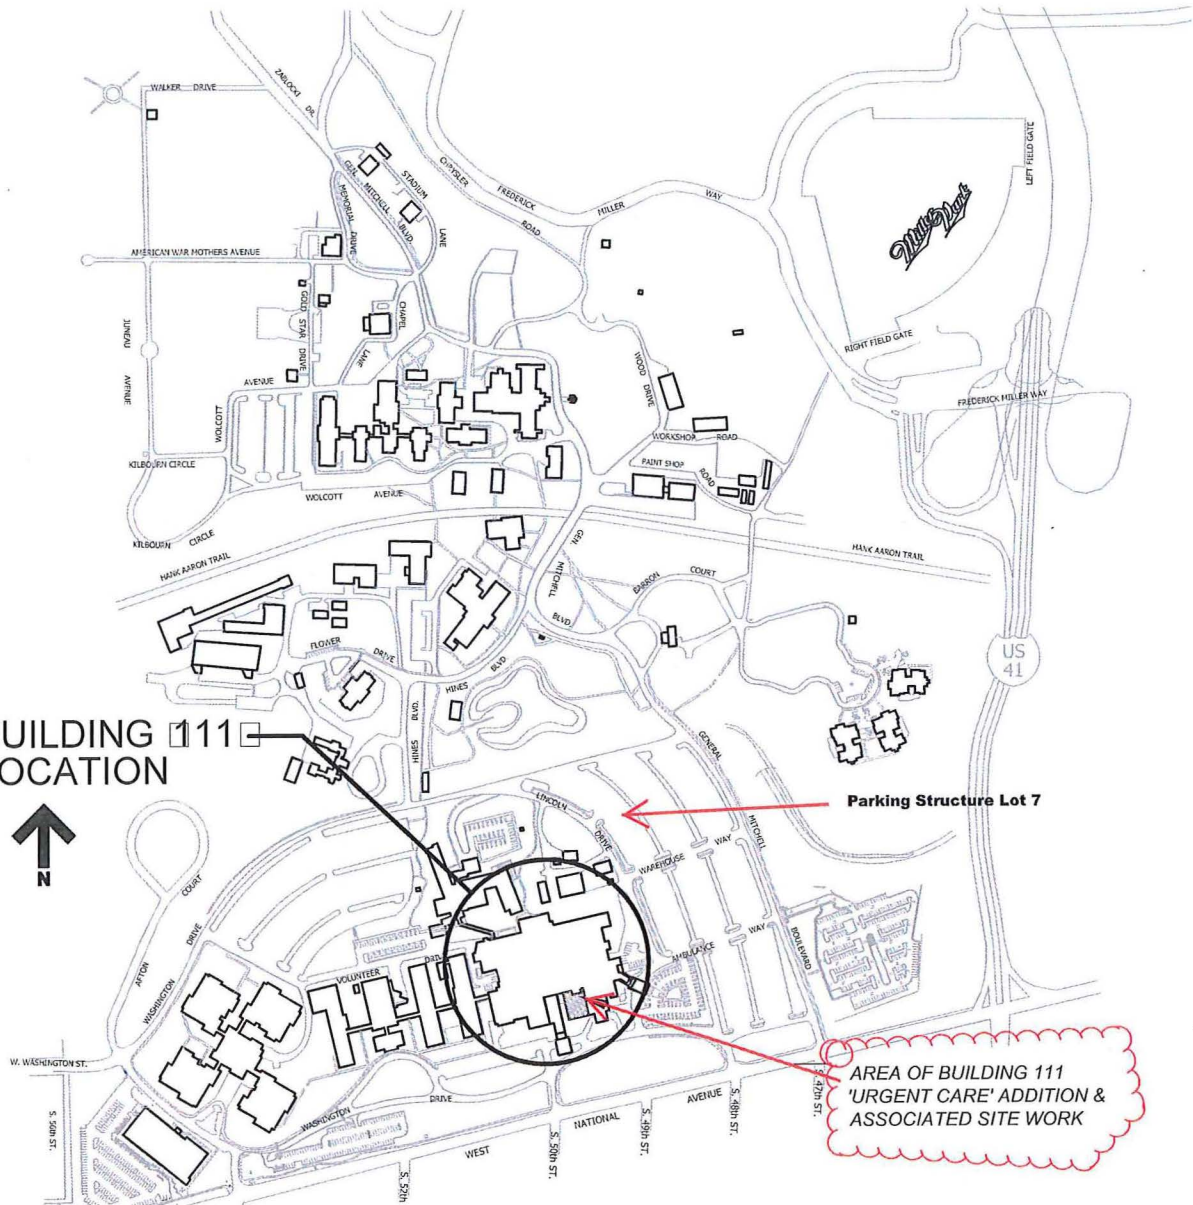 WALKER DRIVE
ZABLOCKI DR.
LEFT FIELD GATE
STADIUM LANE
GEN. MITCHELL BLVD.
MEMORIAL DRIVE
CHRYSLER ROAD
FREDERICK MILLER WAY
Miller Park
AMERICAN WAR MOTHERS AVENUE
GOLD STAR DRIVE
CHAPEL LANE
JUNEAU AVENUE
RIGHT FIELD GATE
WOLCOTT AVENUE
WOOD DRIVE
FREDERICK MILLER WAY
WORKSHOP ROAD
KILBOURN CIRCLE
PAINT SHOP ROAD
WOLCOTT AVENUE
KILBOURN CIRCLE
HANK AARON TRAIL
HANK AARON TRAIL
GEN. MITCHELL BLVD.
BARRON COURT
FLOWER DRIVE
HINES BLVD
HINES BLVD.
US
41
UILDING 111
OCATION
N
GENERAL MITCHELL BOULEVARD
LINCOLN DRIVE
Parking Structure Lot 7
WAREHOUSE WAY
AMBULANCE WAY
AFTON COURT
WASHINGTON DRIVE
VOLUNTEER DRIVE
W. WASHINGTON ST.
WASHINGTON DRIVE
AREA OF BUILDING 111
'URGENT CARE' ADDITION &
ASSOCIATED SITE WORK
WEST NATIONAL AVENUE
S. 52th
S. 50th ST.
S. 49th ST.
S. 48th ST.
S. 47th ST.